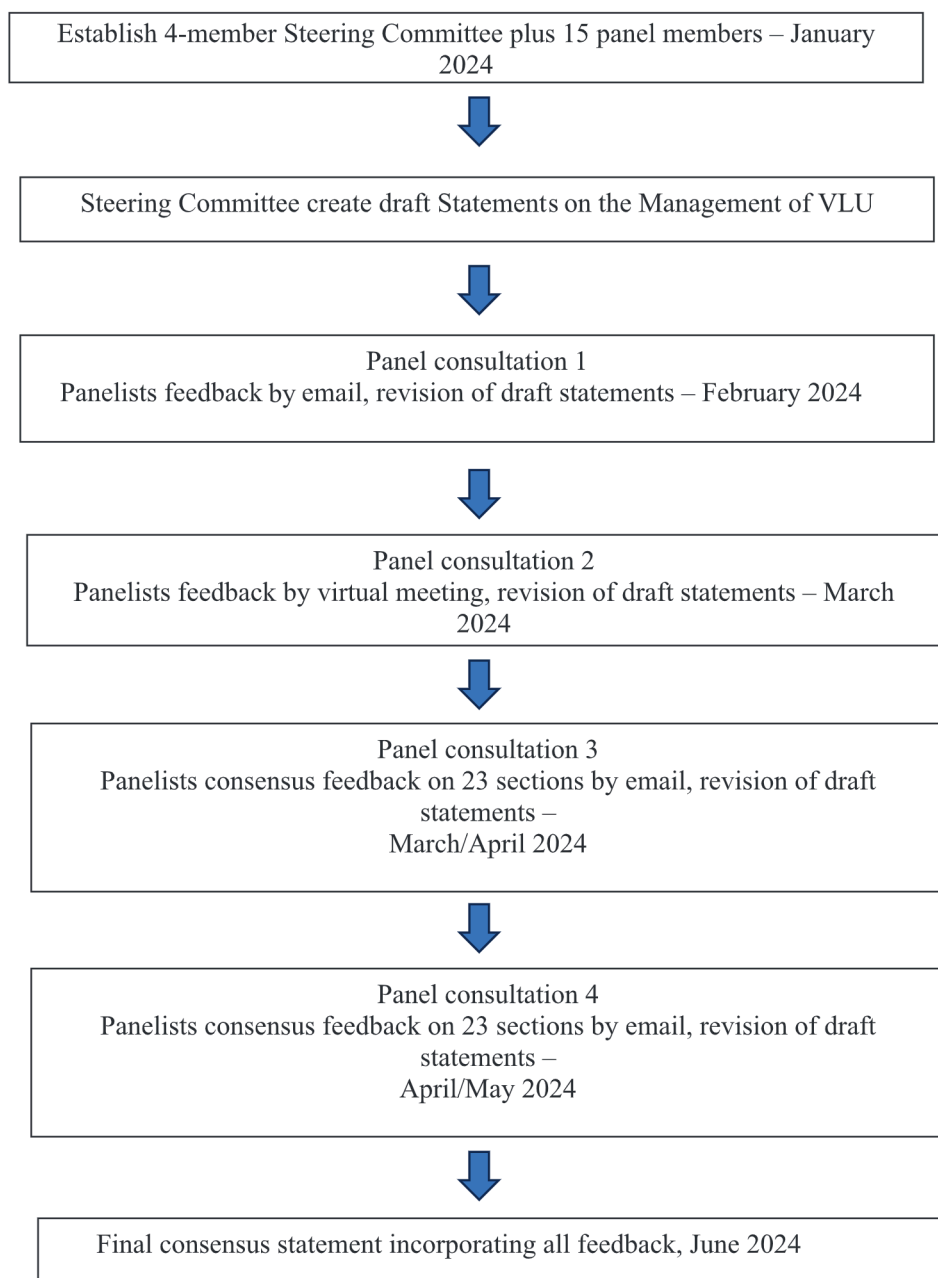 Establish 4-member Steering Committee plus 15 panel members – January
2024
Steering Committee create draft Statements on the Management of VLU
Panel consultation 1
Panelists feedback by email, revision of draft statements – February 2024
Panel consultation 2
Panelists feedback by virtual meeting, revision of draft statements – March
2024
Panel consultation 3
Panelists consensus feedback on 23 sections by email, revision of draft
statements –
March/April 2024
Panel consultation 4
Panelists consensus feedback on 23 sections by email, revision of draft
statements –
April/May 2024
Final consensus statement incorporating all feedback, June 2024